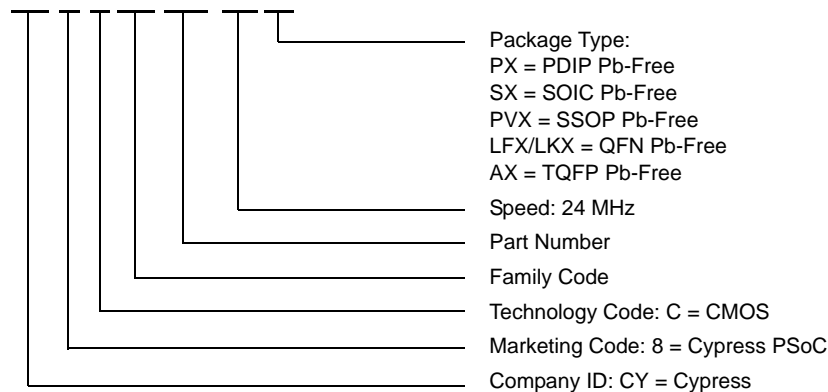 Package Type:
PX = PDIP Pb-Free
SX = SOIC Pb-Free
PVX = SSOP Pb-Free
LFX/LKX = QFN Pb-Free
AX = TQFP Pb-Free
Speed: 24 MHz
Part Number
Family Code
Technology Code: C = CMOS
Marketing Code: 8 = Cypress PSoC
Company ID: CY = Cypress